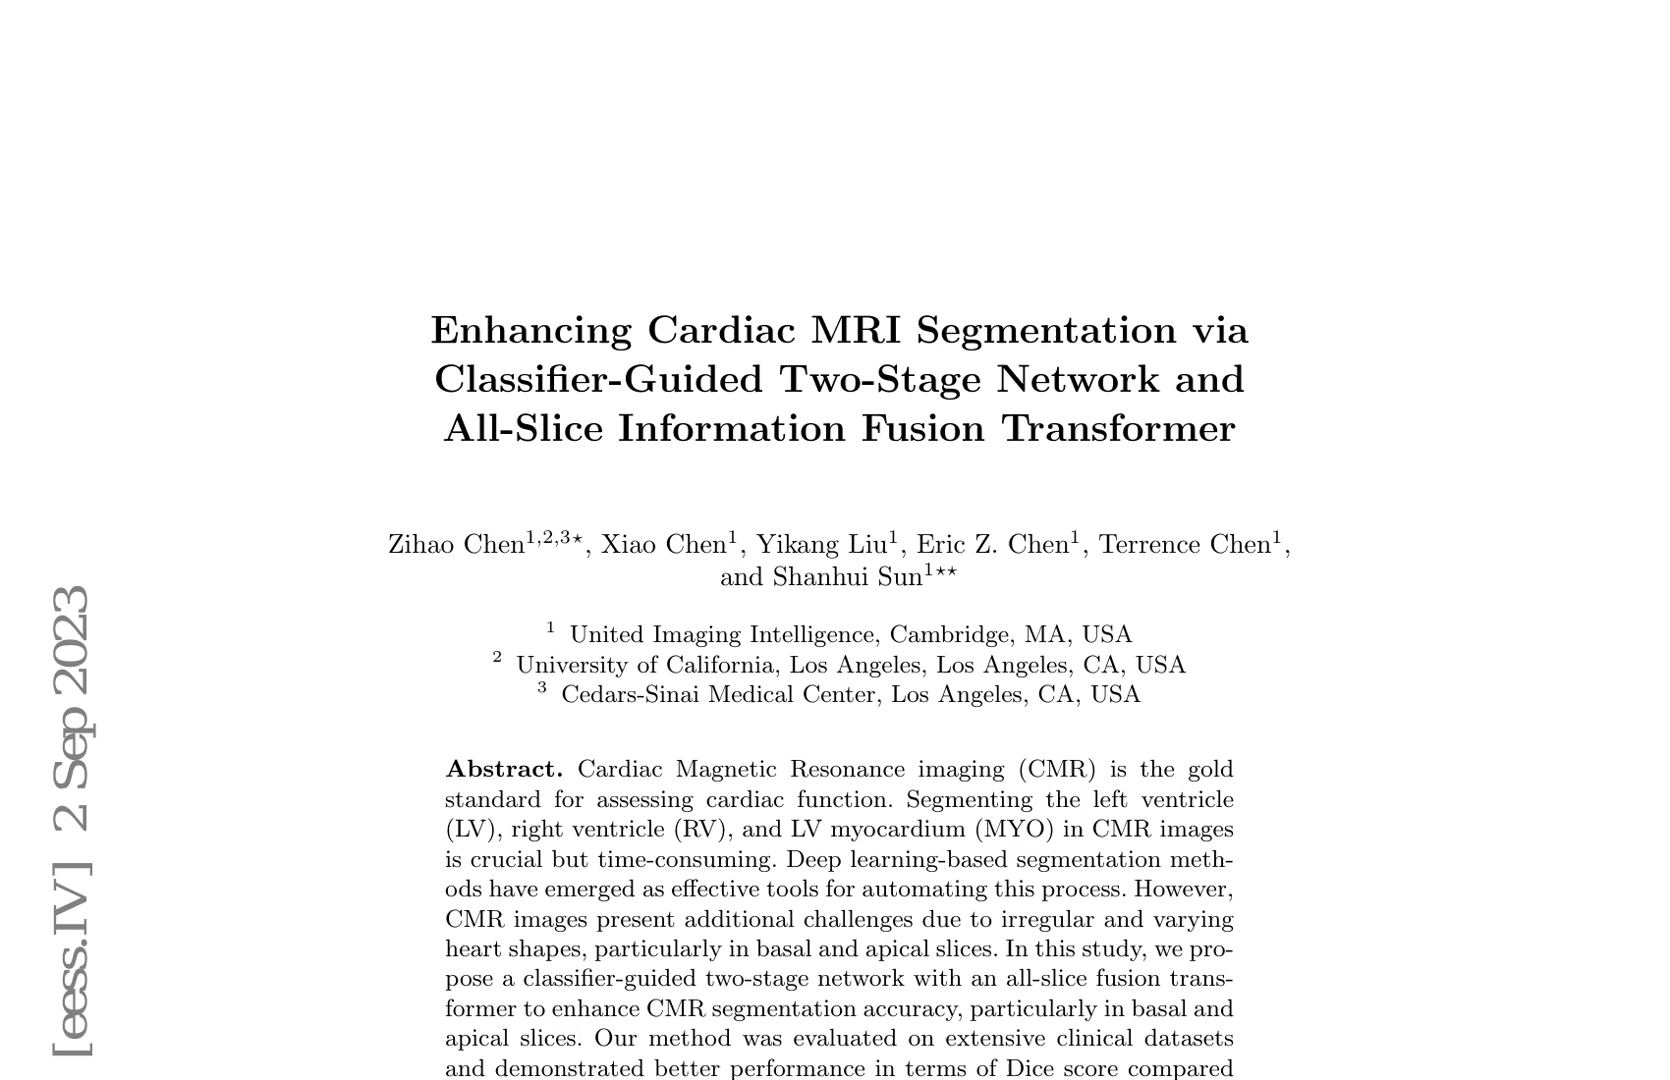 Enhancing Cardiac MRI Segmentation via
Classifier-Guided Two-Stage Network and
All-Slice Information Fusion Transformer
Zihao Chen1,2,3⋆, Xiao Chen1, Yikang Liu1, Eric Z. Chen1, Terrence Chen1,
and Shanhui Sun1⋆⋆
1 United Imaging Intelligence, Cambridge, MA, USA
2 University of California, Los Angeles, Los Angeles, CA, USA
3 Cedars-Sinai Medical Center, Los Angeles, CA, USA
Abstract. Cardiac Magnetic Resonance imaging (CMR) is the gold
standard for assessing cardiac function. Segmenting the left ventricle
(LV), right ventricle (RV), and LV myocardium (MYO) in CMR images
is crucial but time-consuming. Deep learning-based segmentation meth-
ods have emerged as effective tools for automating this process. However,
CMR images present additional challenges due to irregular and varying
heart shapes, particularly in basal and apical slices. In this study, we pro-
pose a classifier-guided two-stage network with an all-slice fusion trans-
former to enhance CMR segmentation accuracy, particularly in basal and
apical slices. Our method was evaluated on extensive clinical datasets
and demonstrated better performance in terms of Dice score compared
[eess.IV] 2 Sep 2023